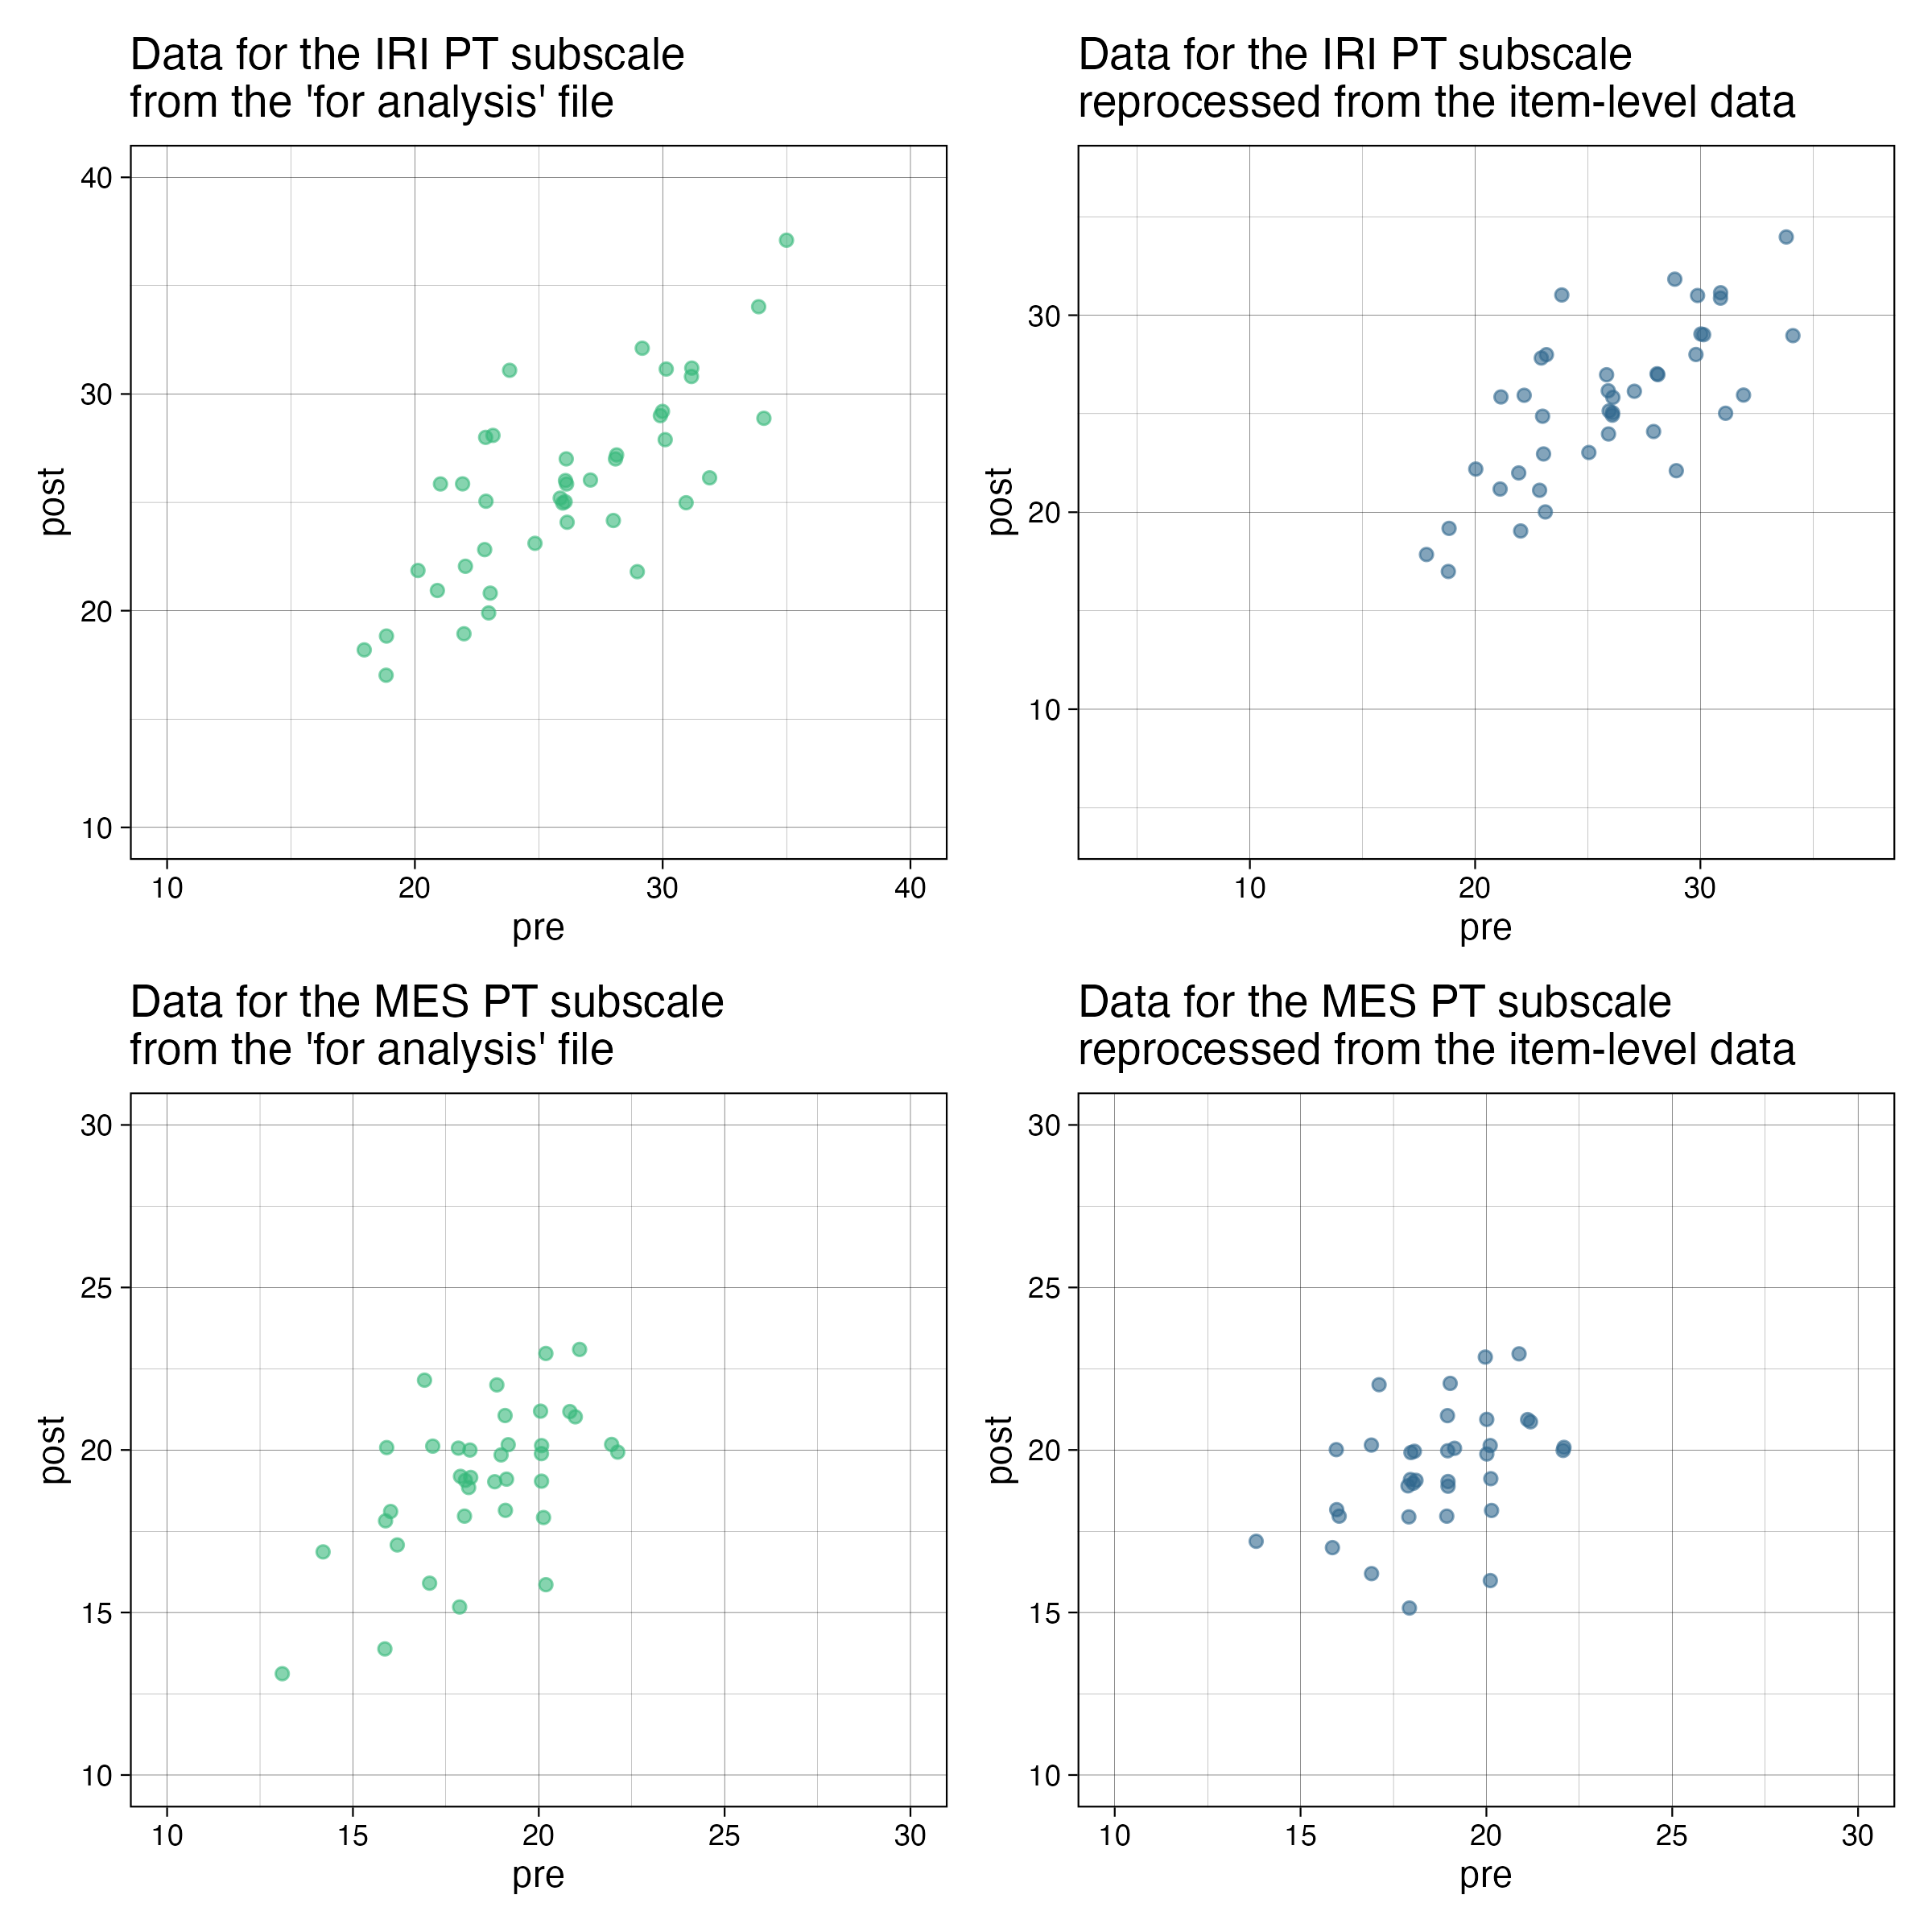 Data for the IRI PT subscale
from the 'for analysis' file
40
30
20
10
post
10 20 30 40
pre
Data for the IRI PT subscale
reprocessed from the item-level data
30
20
10
post
10 20 30
pre
Data for the MES PT subscale
from the 'for analysis' file
30
25
20
15
10
post
10 15 20 25 30
pre
Data for the MES PT subscale
reprocessed from the item-level data
30
25
20
15
10
post
10 15 20 25 30
pre